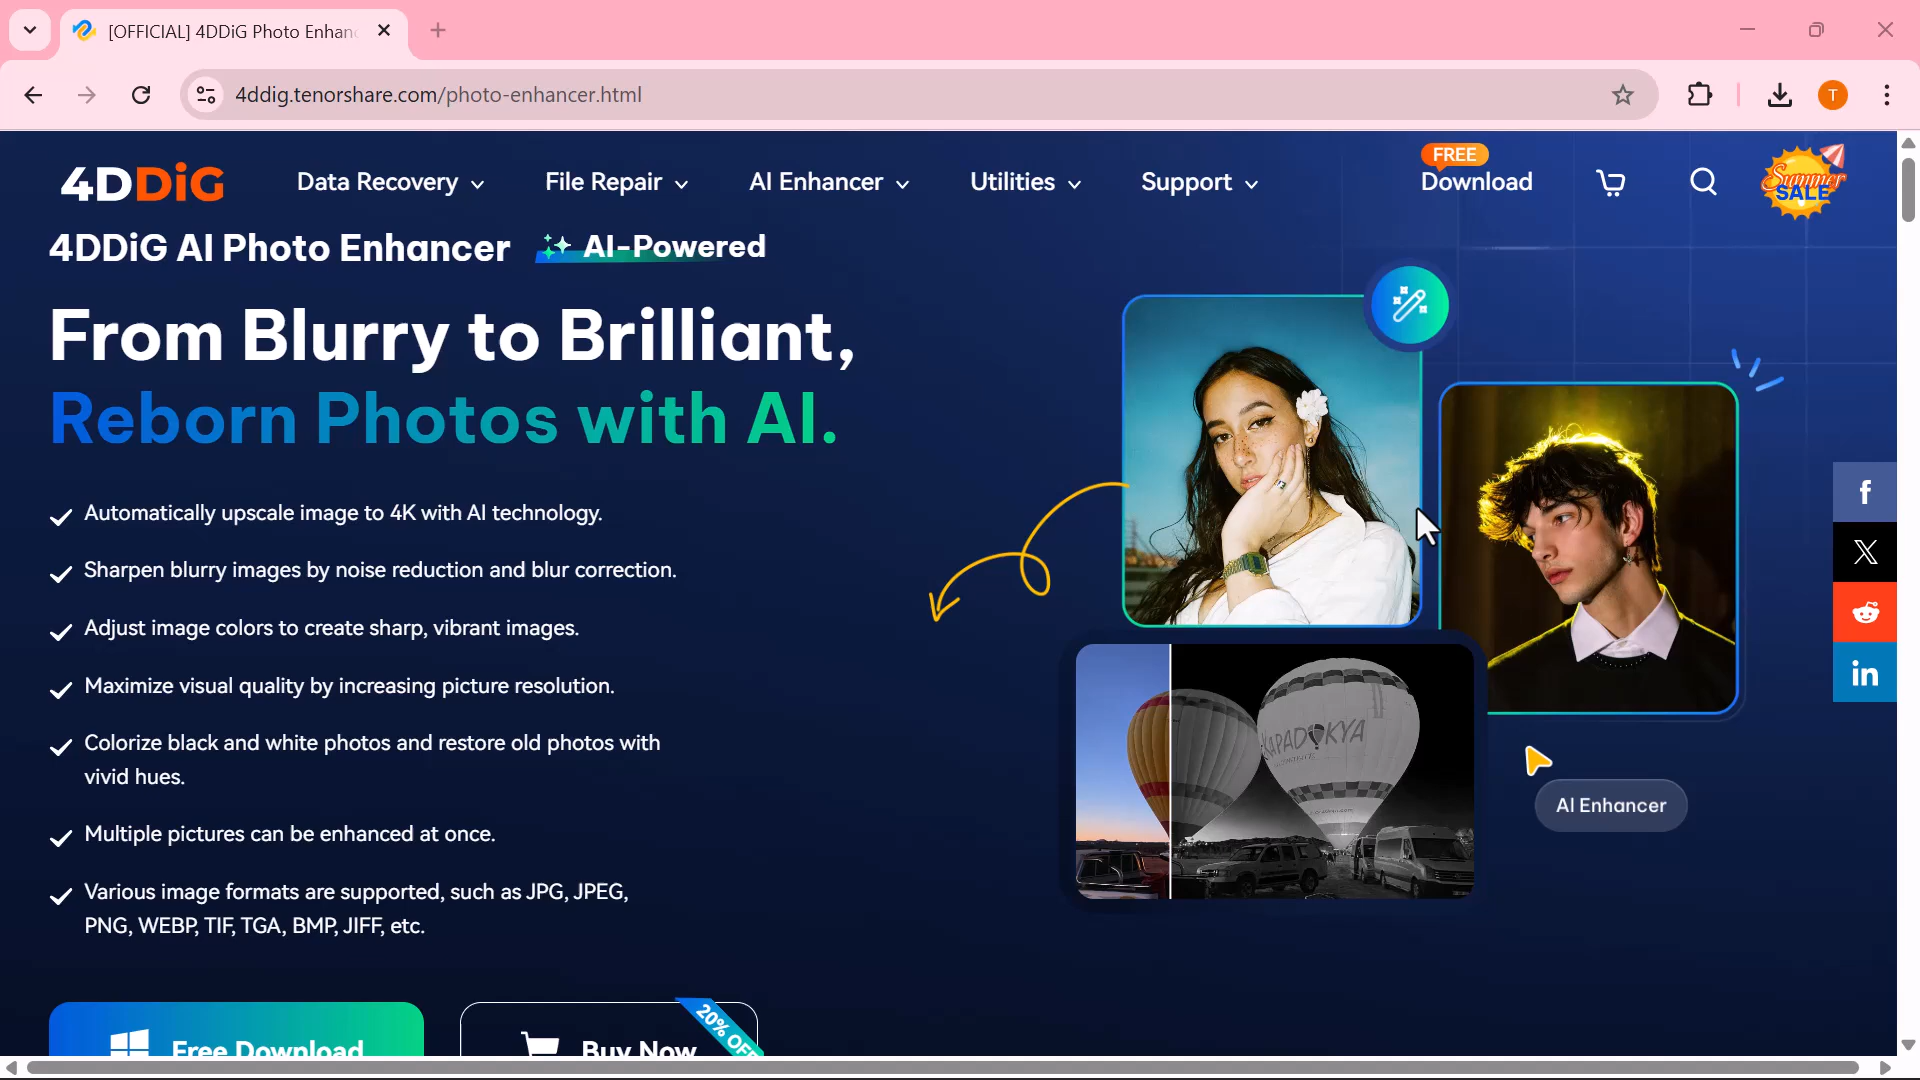 [OFFICIAL] 4DDiG Photo Enhan
4ddig.tenorshare.com/photo-enhancer.html
T
4DDiG
Data Recovery
File Repair
AI Enhancer
Utilities
Support
FREE
Download
Summer
SALE
4DDiG AI Photo Enhancer
AI-Powered
From Blurry to Brilliant,
Reborn Photos with AI.
Automatically upscale image to 4K with AI technology.
Sharpen blurry images by noise reduction and blur correction.
Adjust image colors to create sharp, vibrant images.
Maximize visual quality by increasing picture resolution.
Colorize black and white photos and restore old photos with
vivid hues.
Multiple pictures can be enhanced at once.
Various image formats are supported, such as JPG, JPEG,
PNG, WEBP, TIF, TGA, BMP, JIFF, etc.
KAPADOKYA
AI Enhancer
f
X
in
Free Download
Buy Now
20% OFF